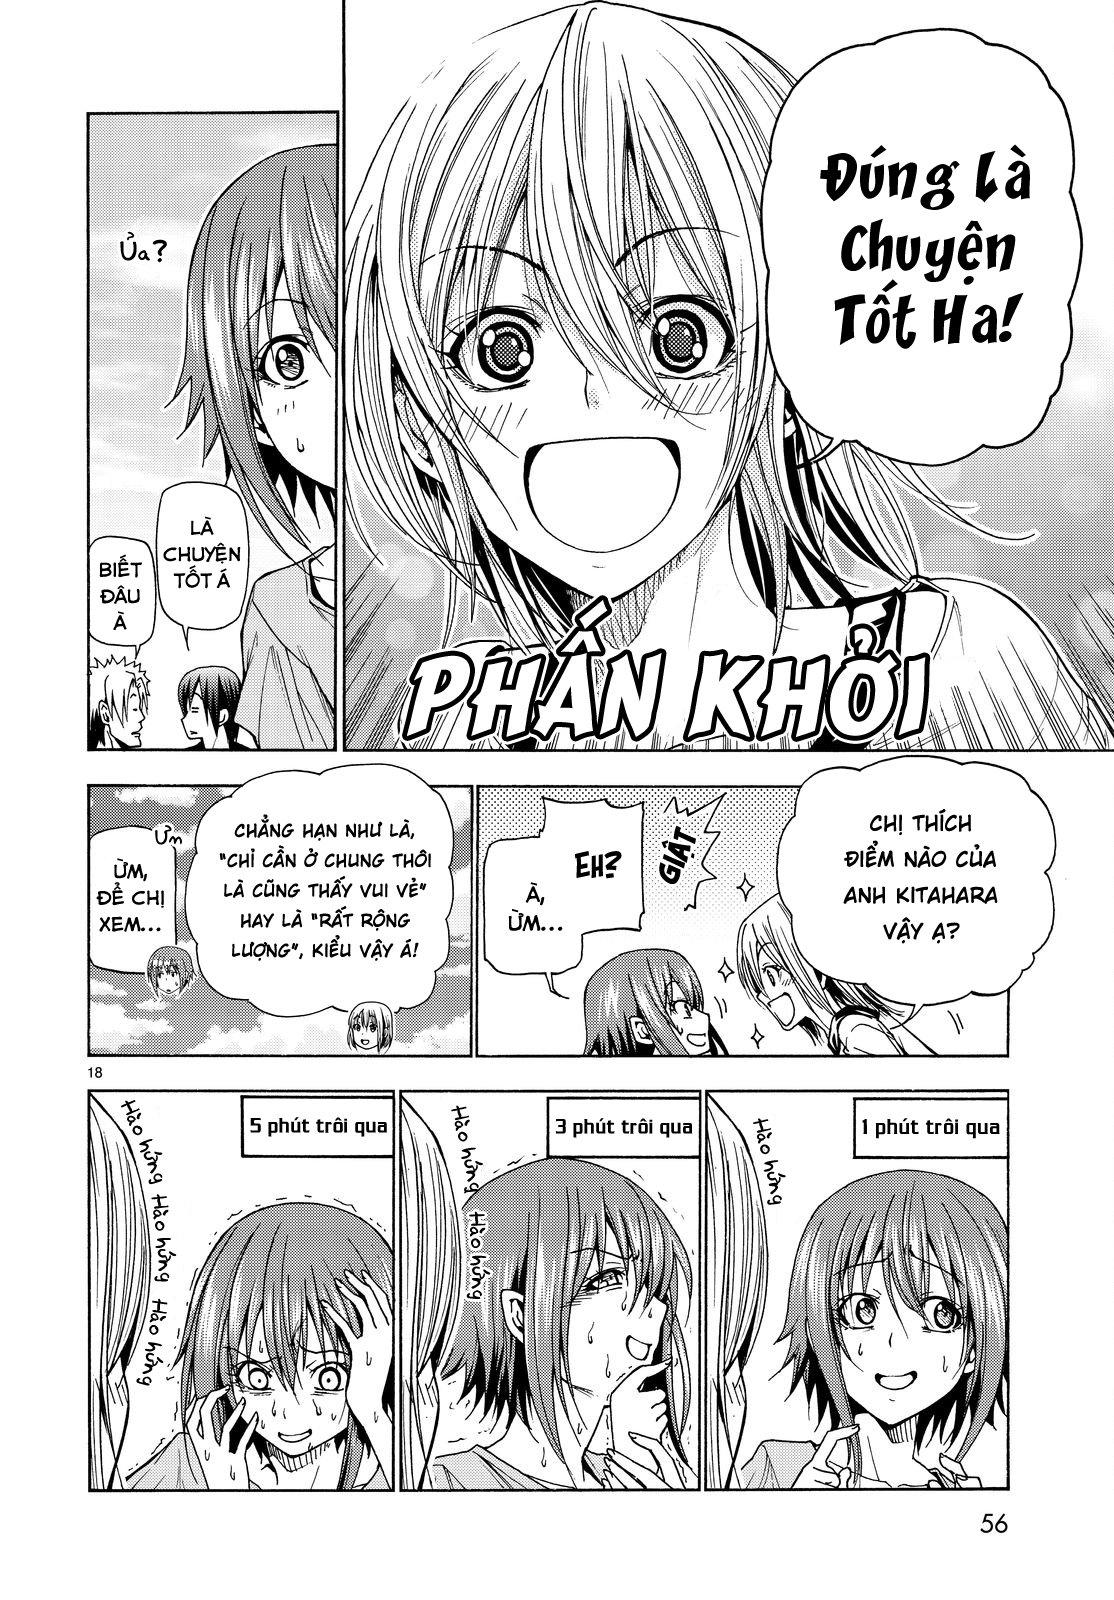 Đúng Là
Chuyện
Tốt Ha!
PHẤN KHỞI
Ủa?
LÀ
CHUYỆN
TỐT Á
BIẾT
ĐÂU
À
CHỊ THÍCH
ĐIỂM NÀO CỦA
ANH KITAHARA
VẬY Ạ?
GIẬT
EH?
À,
ỪM...
CHẲNG HẠN NHƯ LÀ,
"CHỈ CẦN Ở CHUNG THÔI
LÀ CŨNG THẤY VUI VẺ"
HAY LÀ "RẤT RỘNG
LƯỢNG", KIỂU VẬY Á!
Ưm
ỪM,
ĐỂ CHỊ
XEM...
18
1 phút trôi qua
Hào hứng
3 phút trôi qua
Hào hứng
Hào hứng
5 phút trôi qua
Hào hứng
Hào hứng
Hào hứng
56